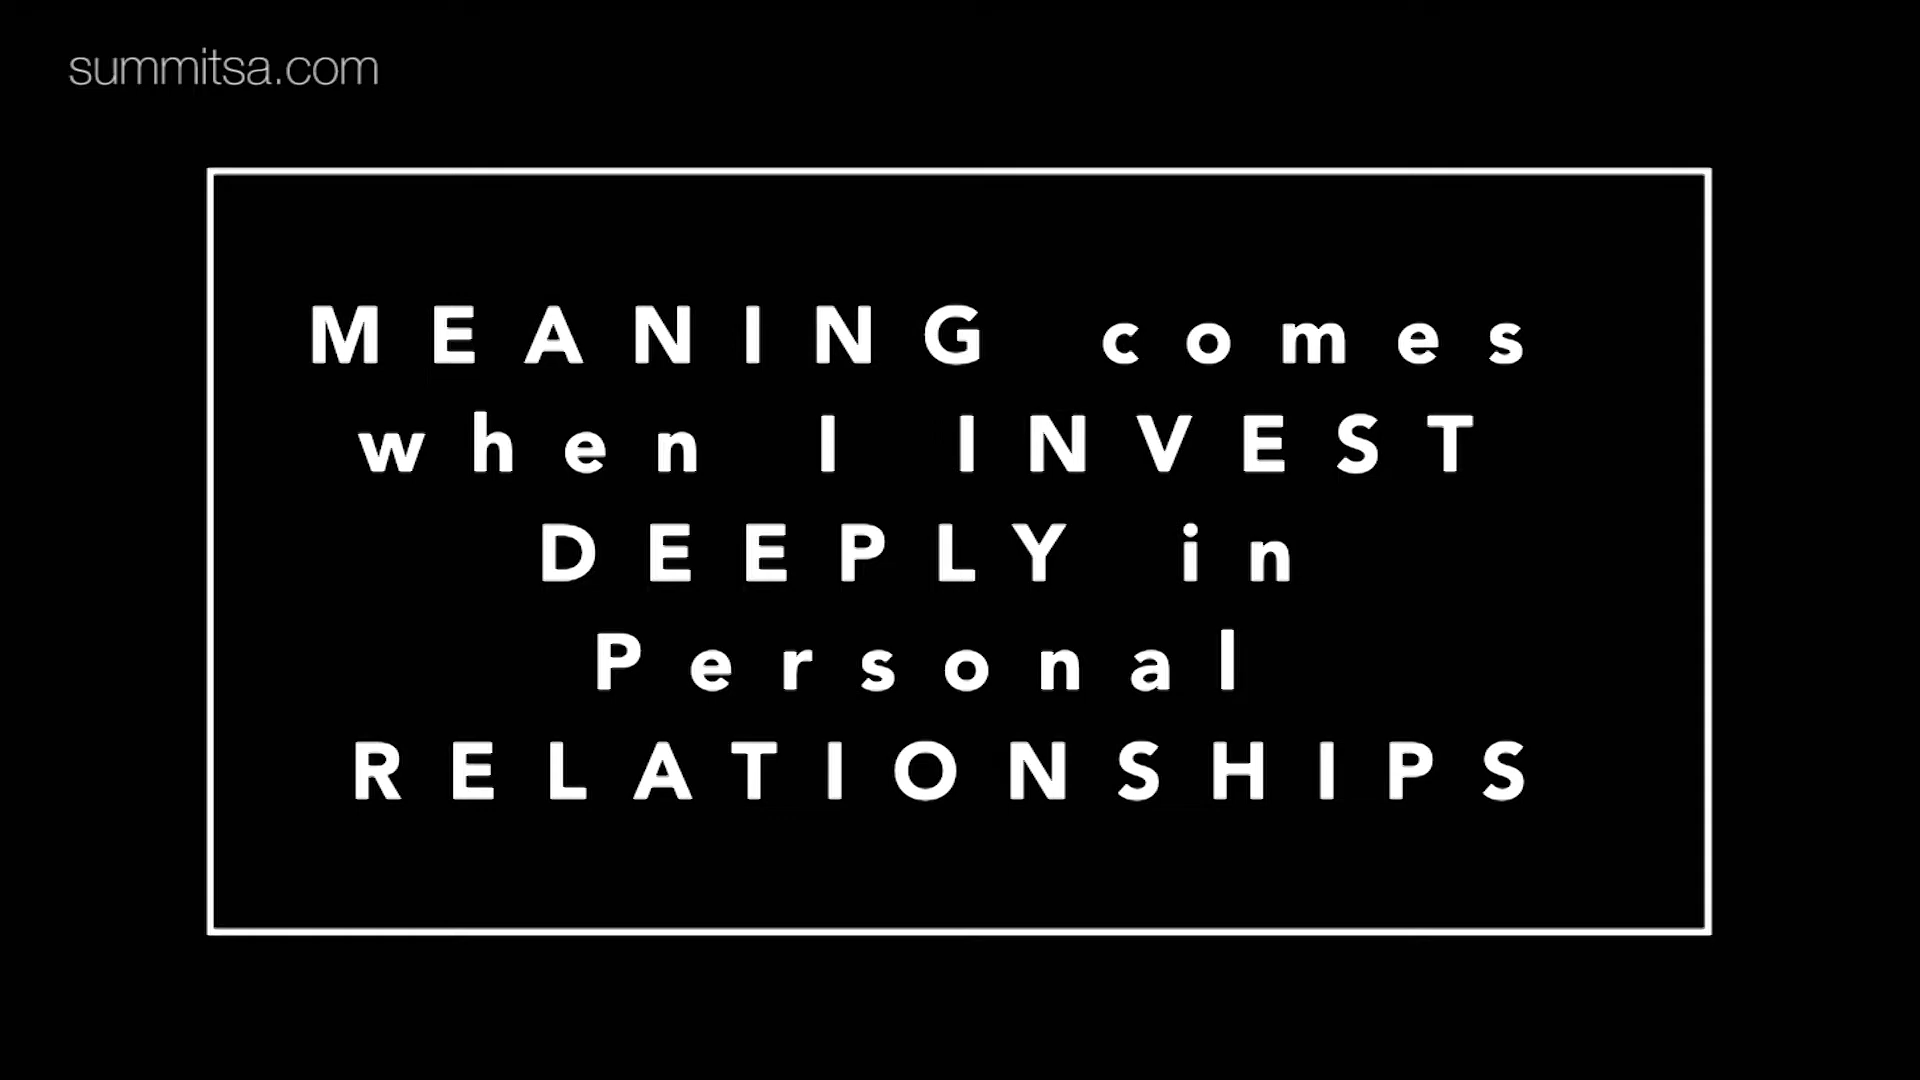 summitsa.com
MEANING comes
when I INVEST
DEEPLY in
Personal
RELATIONSHIPS